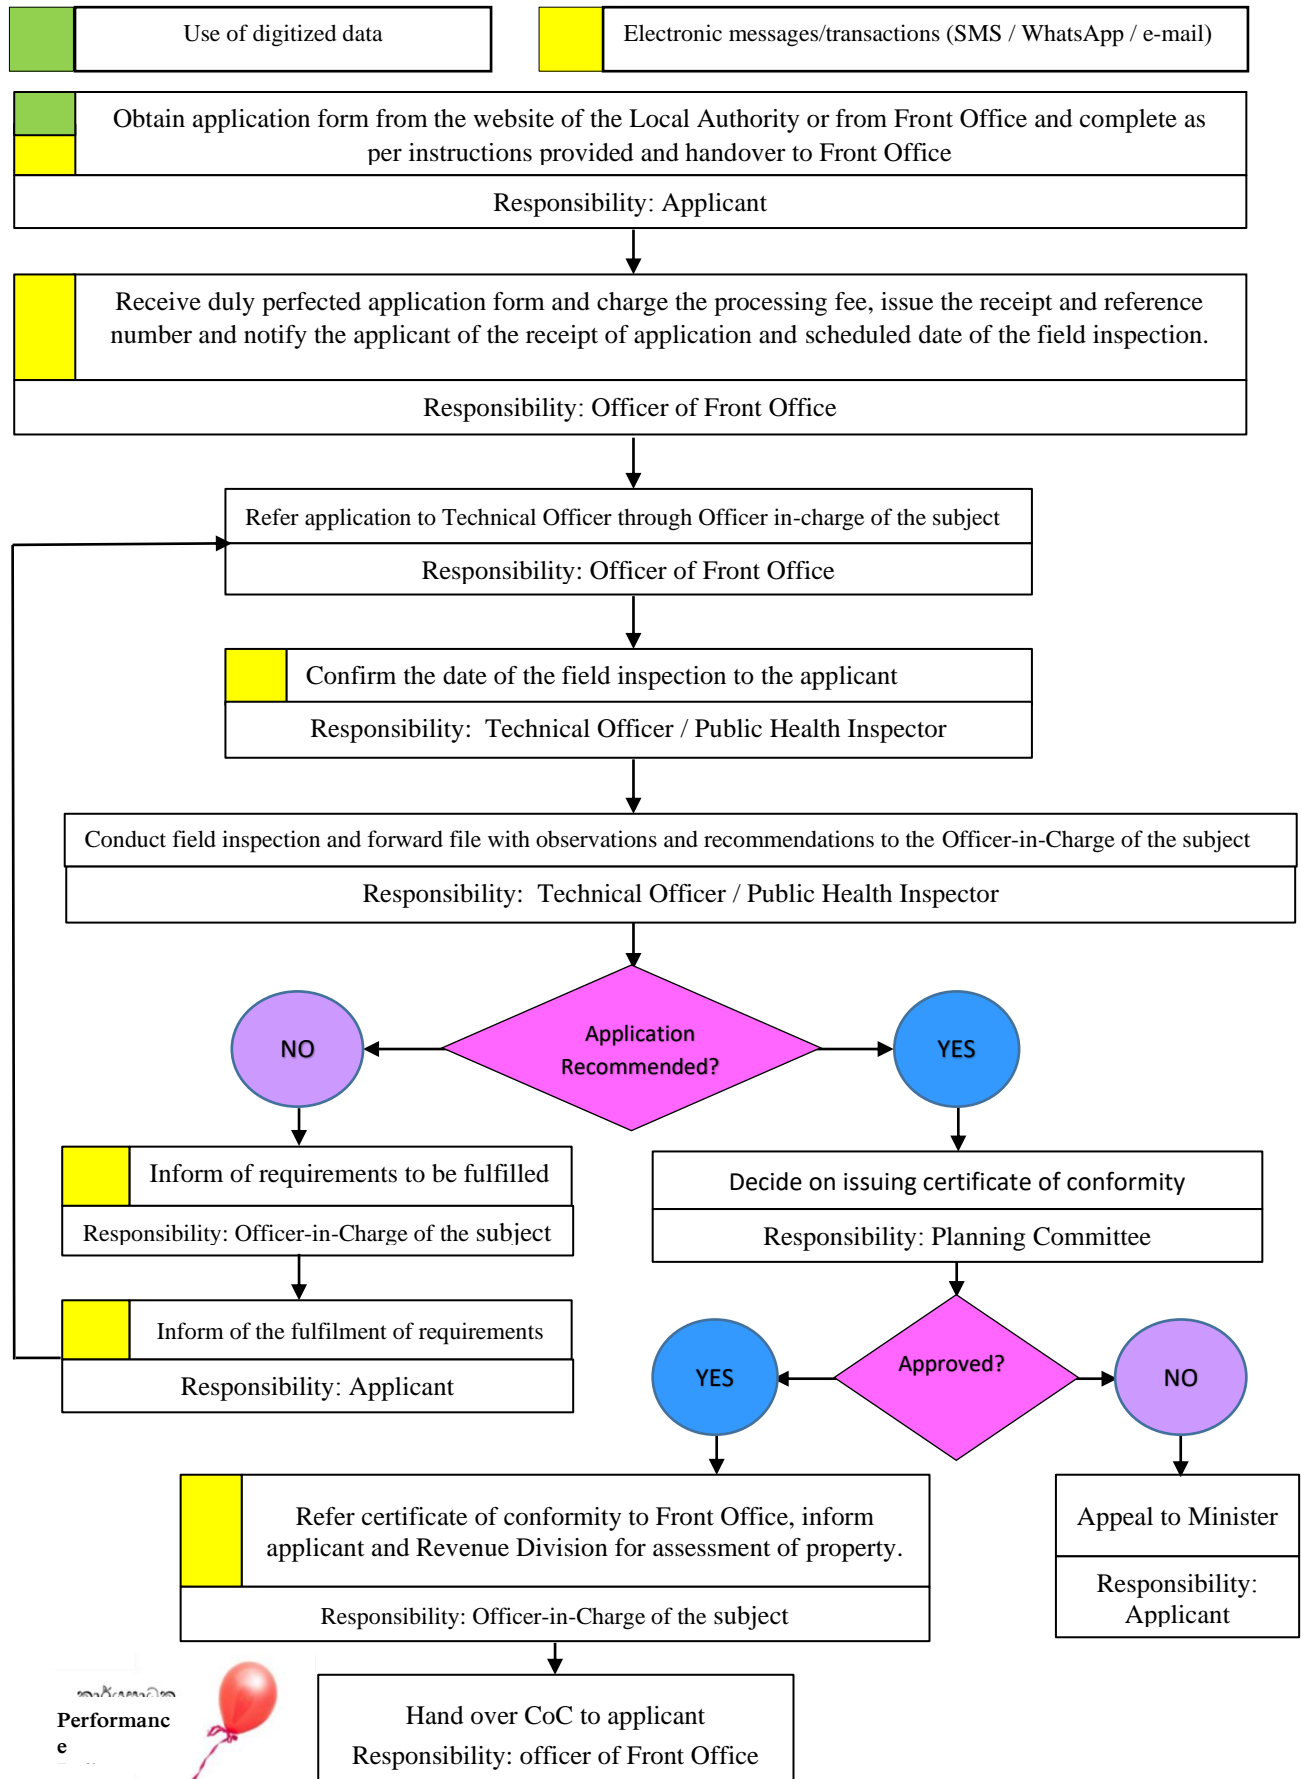 Use of digitized data
Electronic messages/transactions (SMS / WhatsApp / e-mail)
Obtain application form from the website of the Local Authority or from Front Office and complete as
per instructions provided and handover to Front Office
Responsibility: Applicant
Receive duly perfected application form and charge the processing fee, issue the receipt and reference
number and notify the applicant of the receipt of application and scheduled date of the field inspection.
Responsibility: Officer of Front Office
Refer application to Technical Officer through Officer in-charge of the subject
Responsibility: Officer of Front Office
Confirm the date of the field inspection to the applicant
Responsibility: Technical Officer / Public Health Inspector
Conduct field inspection and forward file with observations and recommendations to the Officer-in-Charge of the subject
Responsibility: Technical Officer / Public Health Inspector
Application
Recommended?
NO
YES
Inform of requirements to be fulfilled
Responsibility: Officer-in-Charge of the subject
Inform of the fulfilment of requirements
Responsibility: Applicant
Decide on issuing certificate of conformity
Responsibility: Planning Committee
Approved?
YES
NO
Refer certificate of conformity to Front Office, inform
applicant and Revenue Division for assessment of property.
Responsibility: Officer-in-Charge of the subject
Appeal to Minister
Responsibility:
Applicant
Hand over CoC to applicant
Responsibility: officer of Front Office
Performanc
e